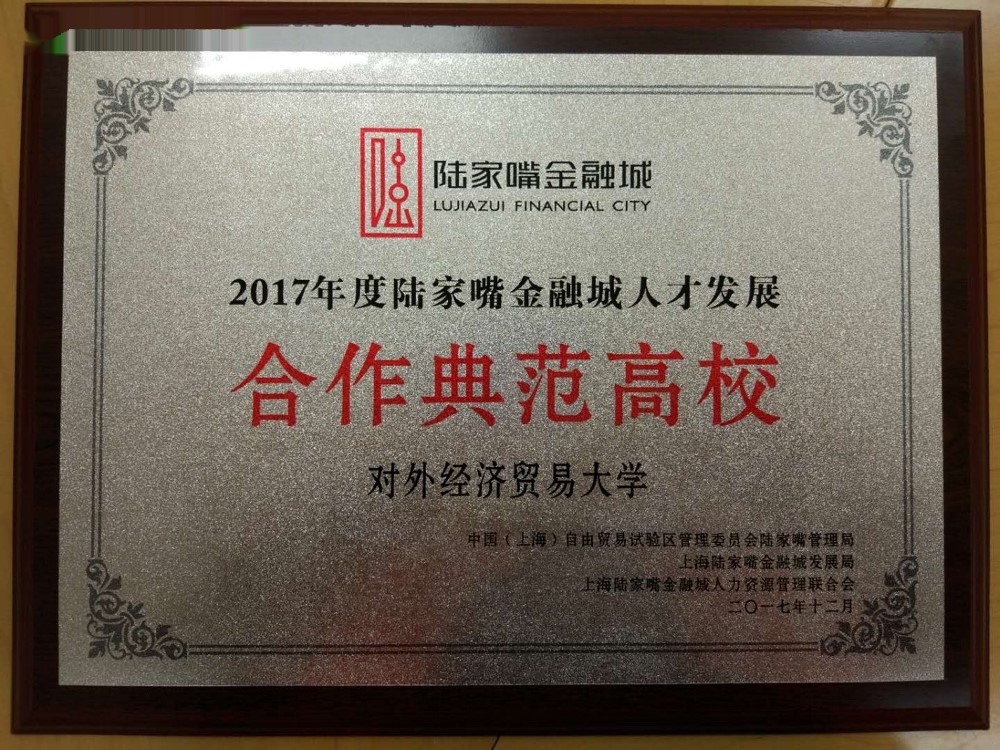 陆家嘴金融城
LUJIAZUI FINANCIAL CITY
2017年度陆家嘴金融城人才发展
合作典范高校
对外经济贸易大学
中国（上海）自由贸易试验区管理委员会陆家嘴管理局
上海陆家嘴金融城发展局
上海陆家嘴金融城人力资源管理联合会
二〇一七年十二月